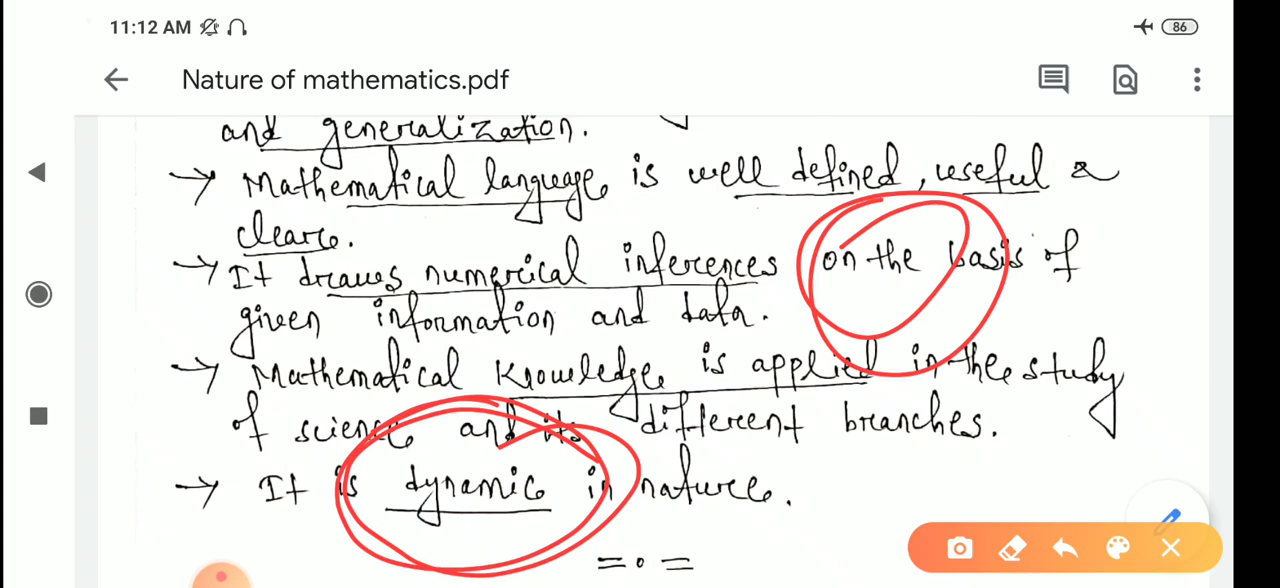 11:12 AM 86
Nature of mathematics.pdf
and generalization.
→ Mathematical language is well defined, useful &
clear.
→ It draws numerical inferences on the basis of
given information and data.
→ Mathematical knowledge is applied in the study
of science and its different branches.
→ It is dynamic in nature.
= 0 =